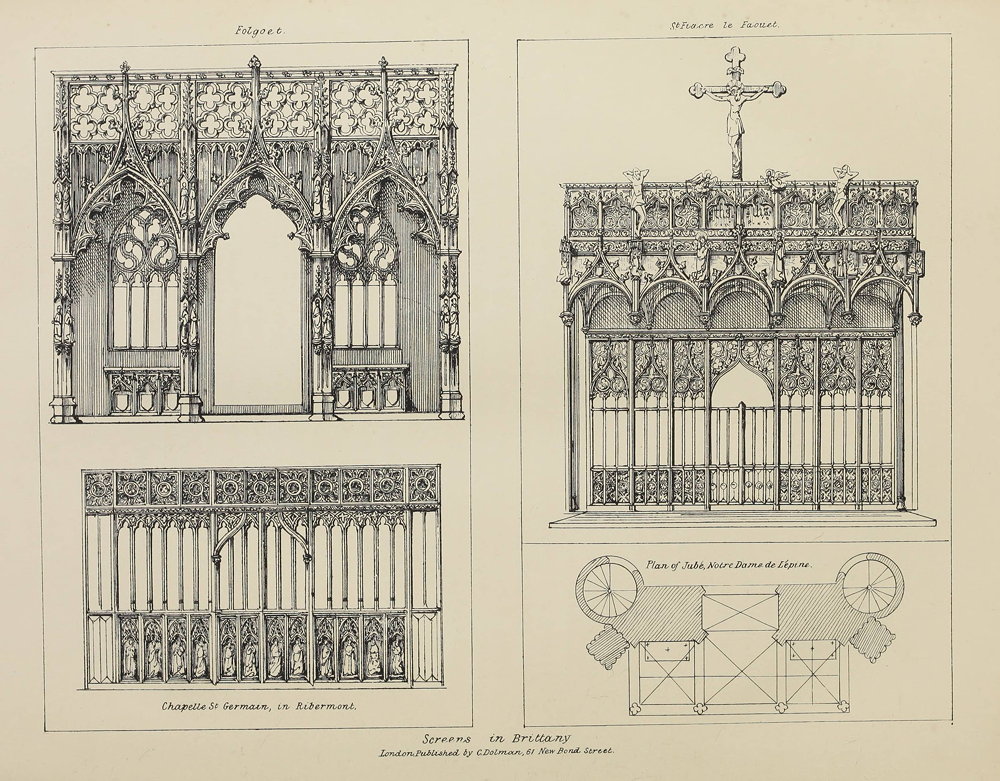 Folgoet.
St Fiacre le Faouet.
Chapelle St Germain, in Ribermont.
Plan of Jubé, Notre Dame de L'épine.
Screens in Brittany
London. Published by C. Dolman, 61 New Bond Street.